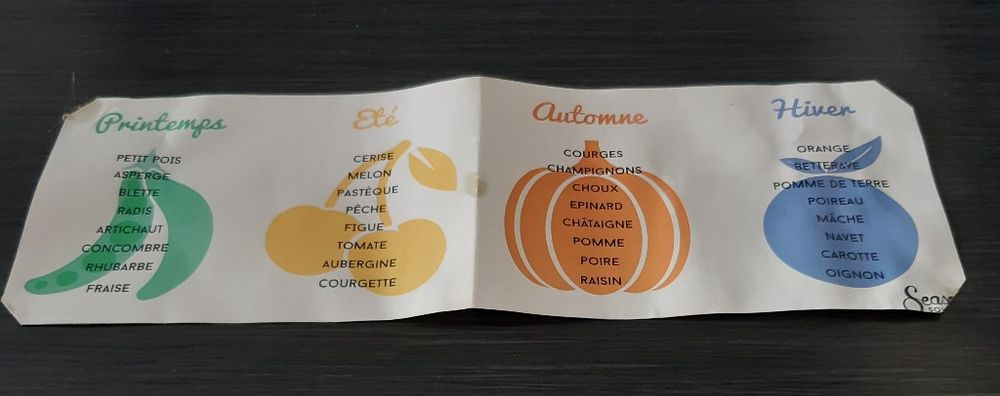 Printemps
PETIT POIS
ASPERGE
BLETTE
RADIS
ARTICHAUT
CONCOMBRE
RHUBARBE
FRAISE
Eté
CERISE
MELON
PASTÈQUE
PÊCHE
FIGUE
TOMATE
AUBERGINE
COURGETTE
Automne
COURGES
CHAMPIGNONS
CHOUX
EPINARD
CHÂTAIGNE
POMME
POIRE
RAISIN
Hiver
ORANGE
BETTERAVE
POMME DE TERRE
POIREAU
MÂCHE
NAVET
CAROTTE
OIGNON